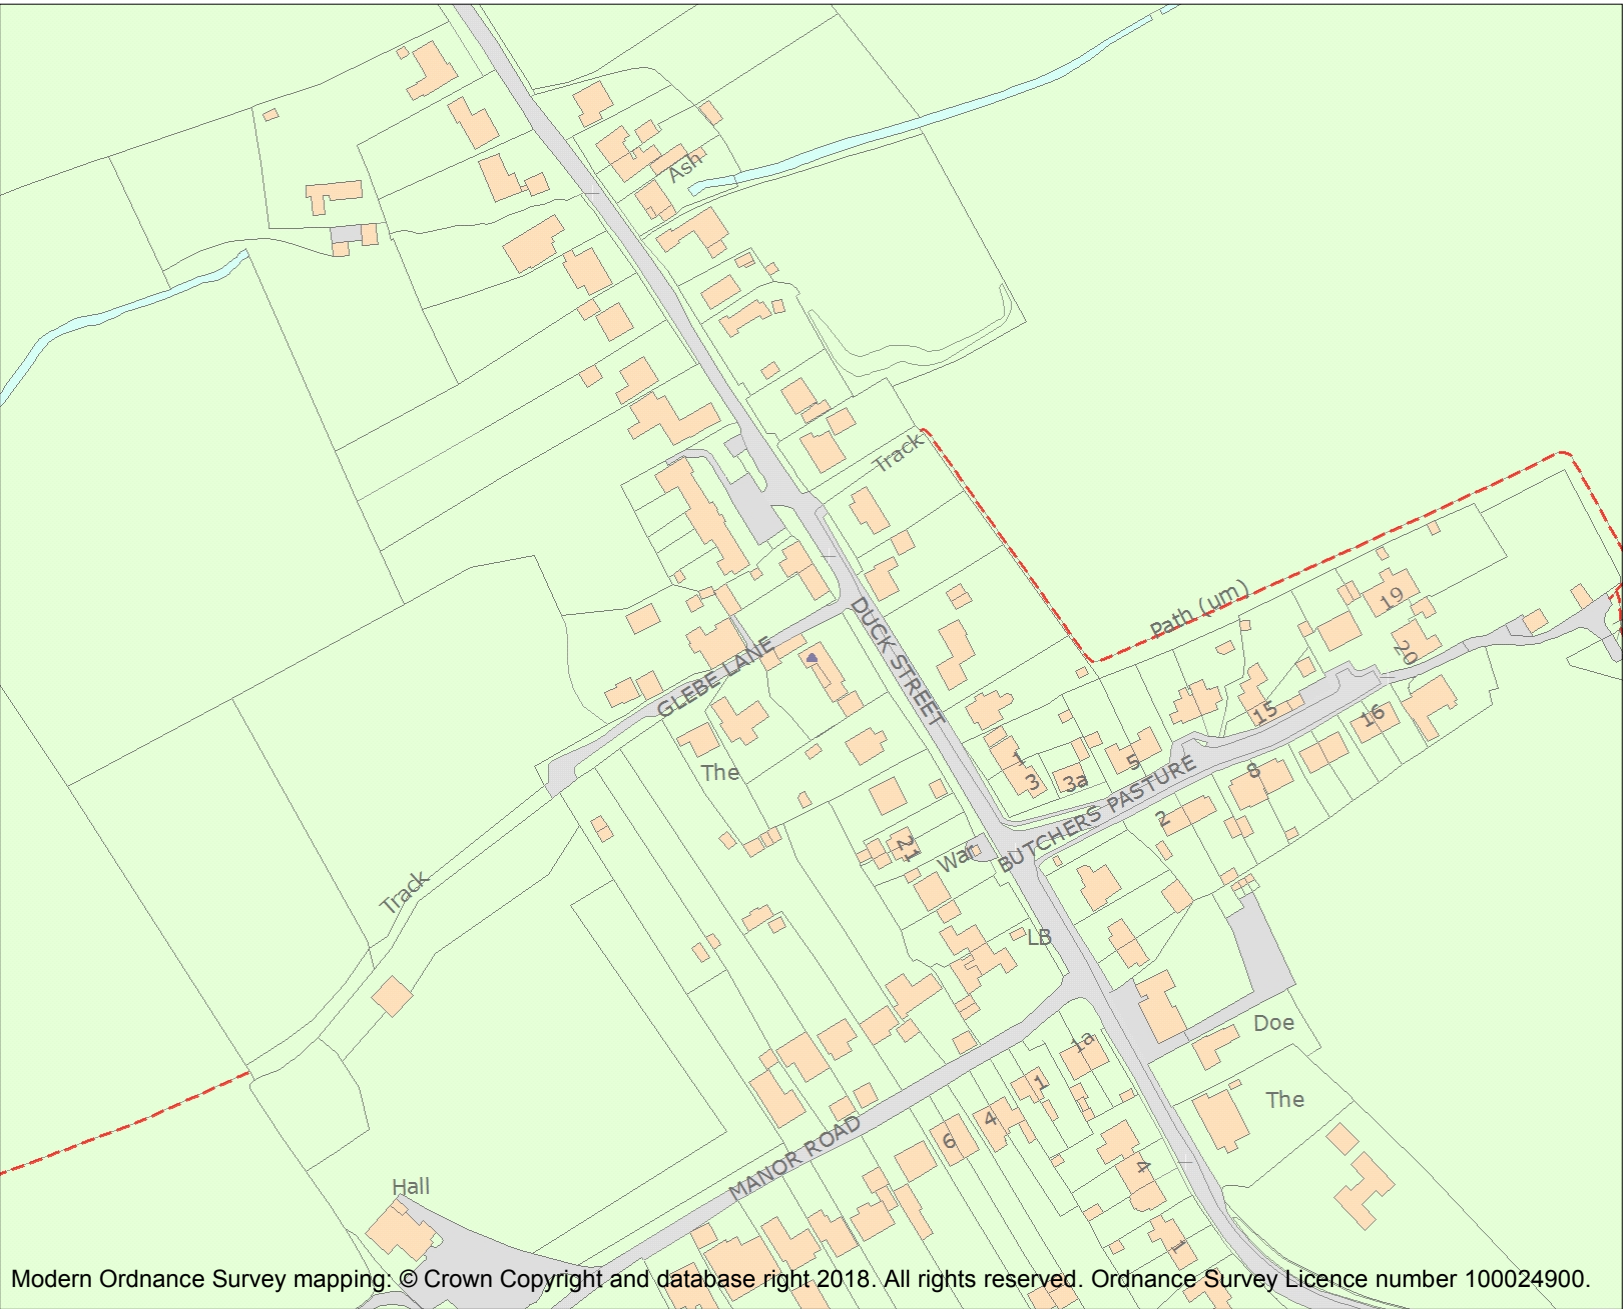 Ash
Track
DUCK STREET
Path (um)
19
20
GLEBE LANE
15
16
The
1
3
3a
5
8
2
BUTCHERS PASTURE
21
War
Track
LB
Doe
1a
1
The
4
6
MANOR ROAD
4
Hall
1
Modern Ordnance Survey mapping: © Crown Copyright and database right 2018. All rights reserved. Ordnance Survey Licence number 100024900.